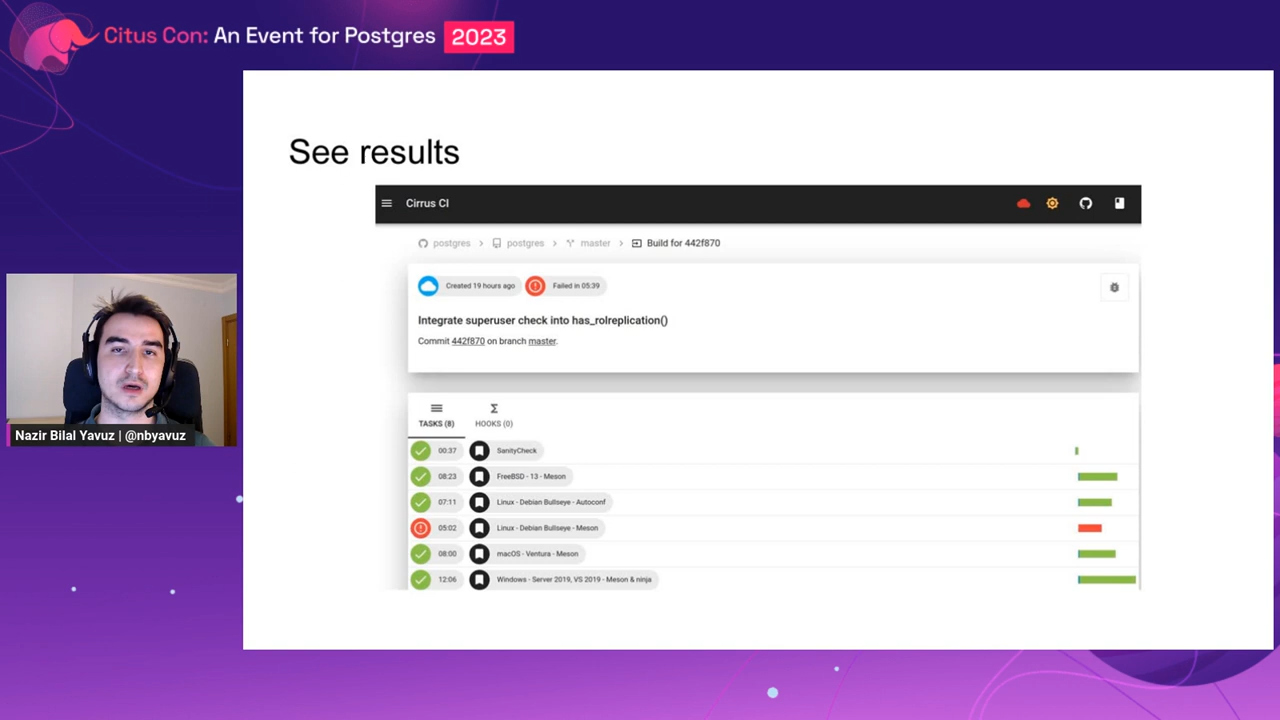 Citus Con: An Event for Postgres 2023
See results
Cirrus CI
postgres > postgres > master > Build for 442f870
Created 19 hours ago Failed in 05:39
Integrate superuser check into has_rolreplication()
Commit 442f870 on branch master.
TASKS (8) HOOKS (0)
00:37 SanityCheck
08:23 FreeBSD - 13 - Meson
07:11 Linux - Debian Bullseye - Autoconf
05:02 Linux - Debian Bullseye - Meson
08:00 macOS - Ventura - Meson
12:06 Windows - Server 2019, VS 2019 - Meson & ninja
Nazir Bilal Yavuz | @nbyavuz